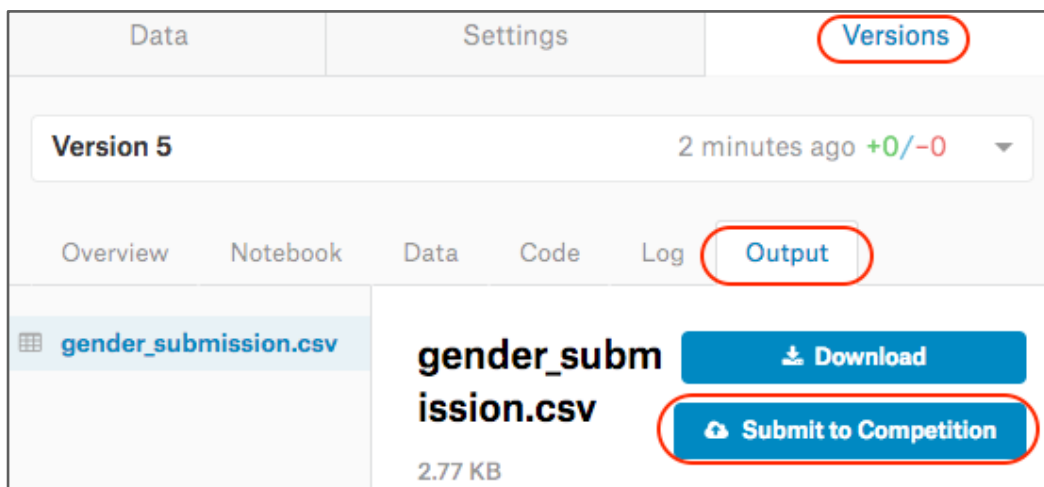 Data Settings Versions
Version 5 2 minutes ago +0/−0
Overview Notebook Data Code Log Output
gender_submission.csv
gender_subm
ission.csv
2.77 KB
Download
Submit to Competition